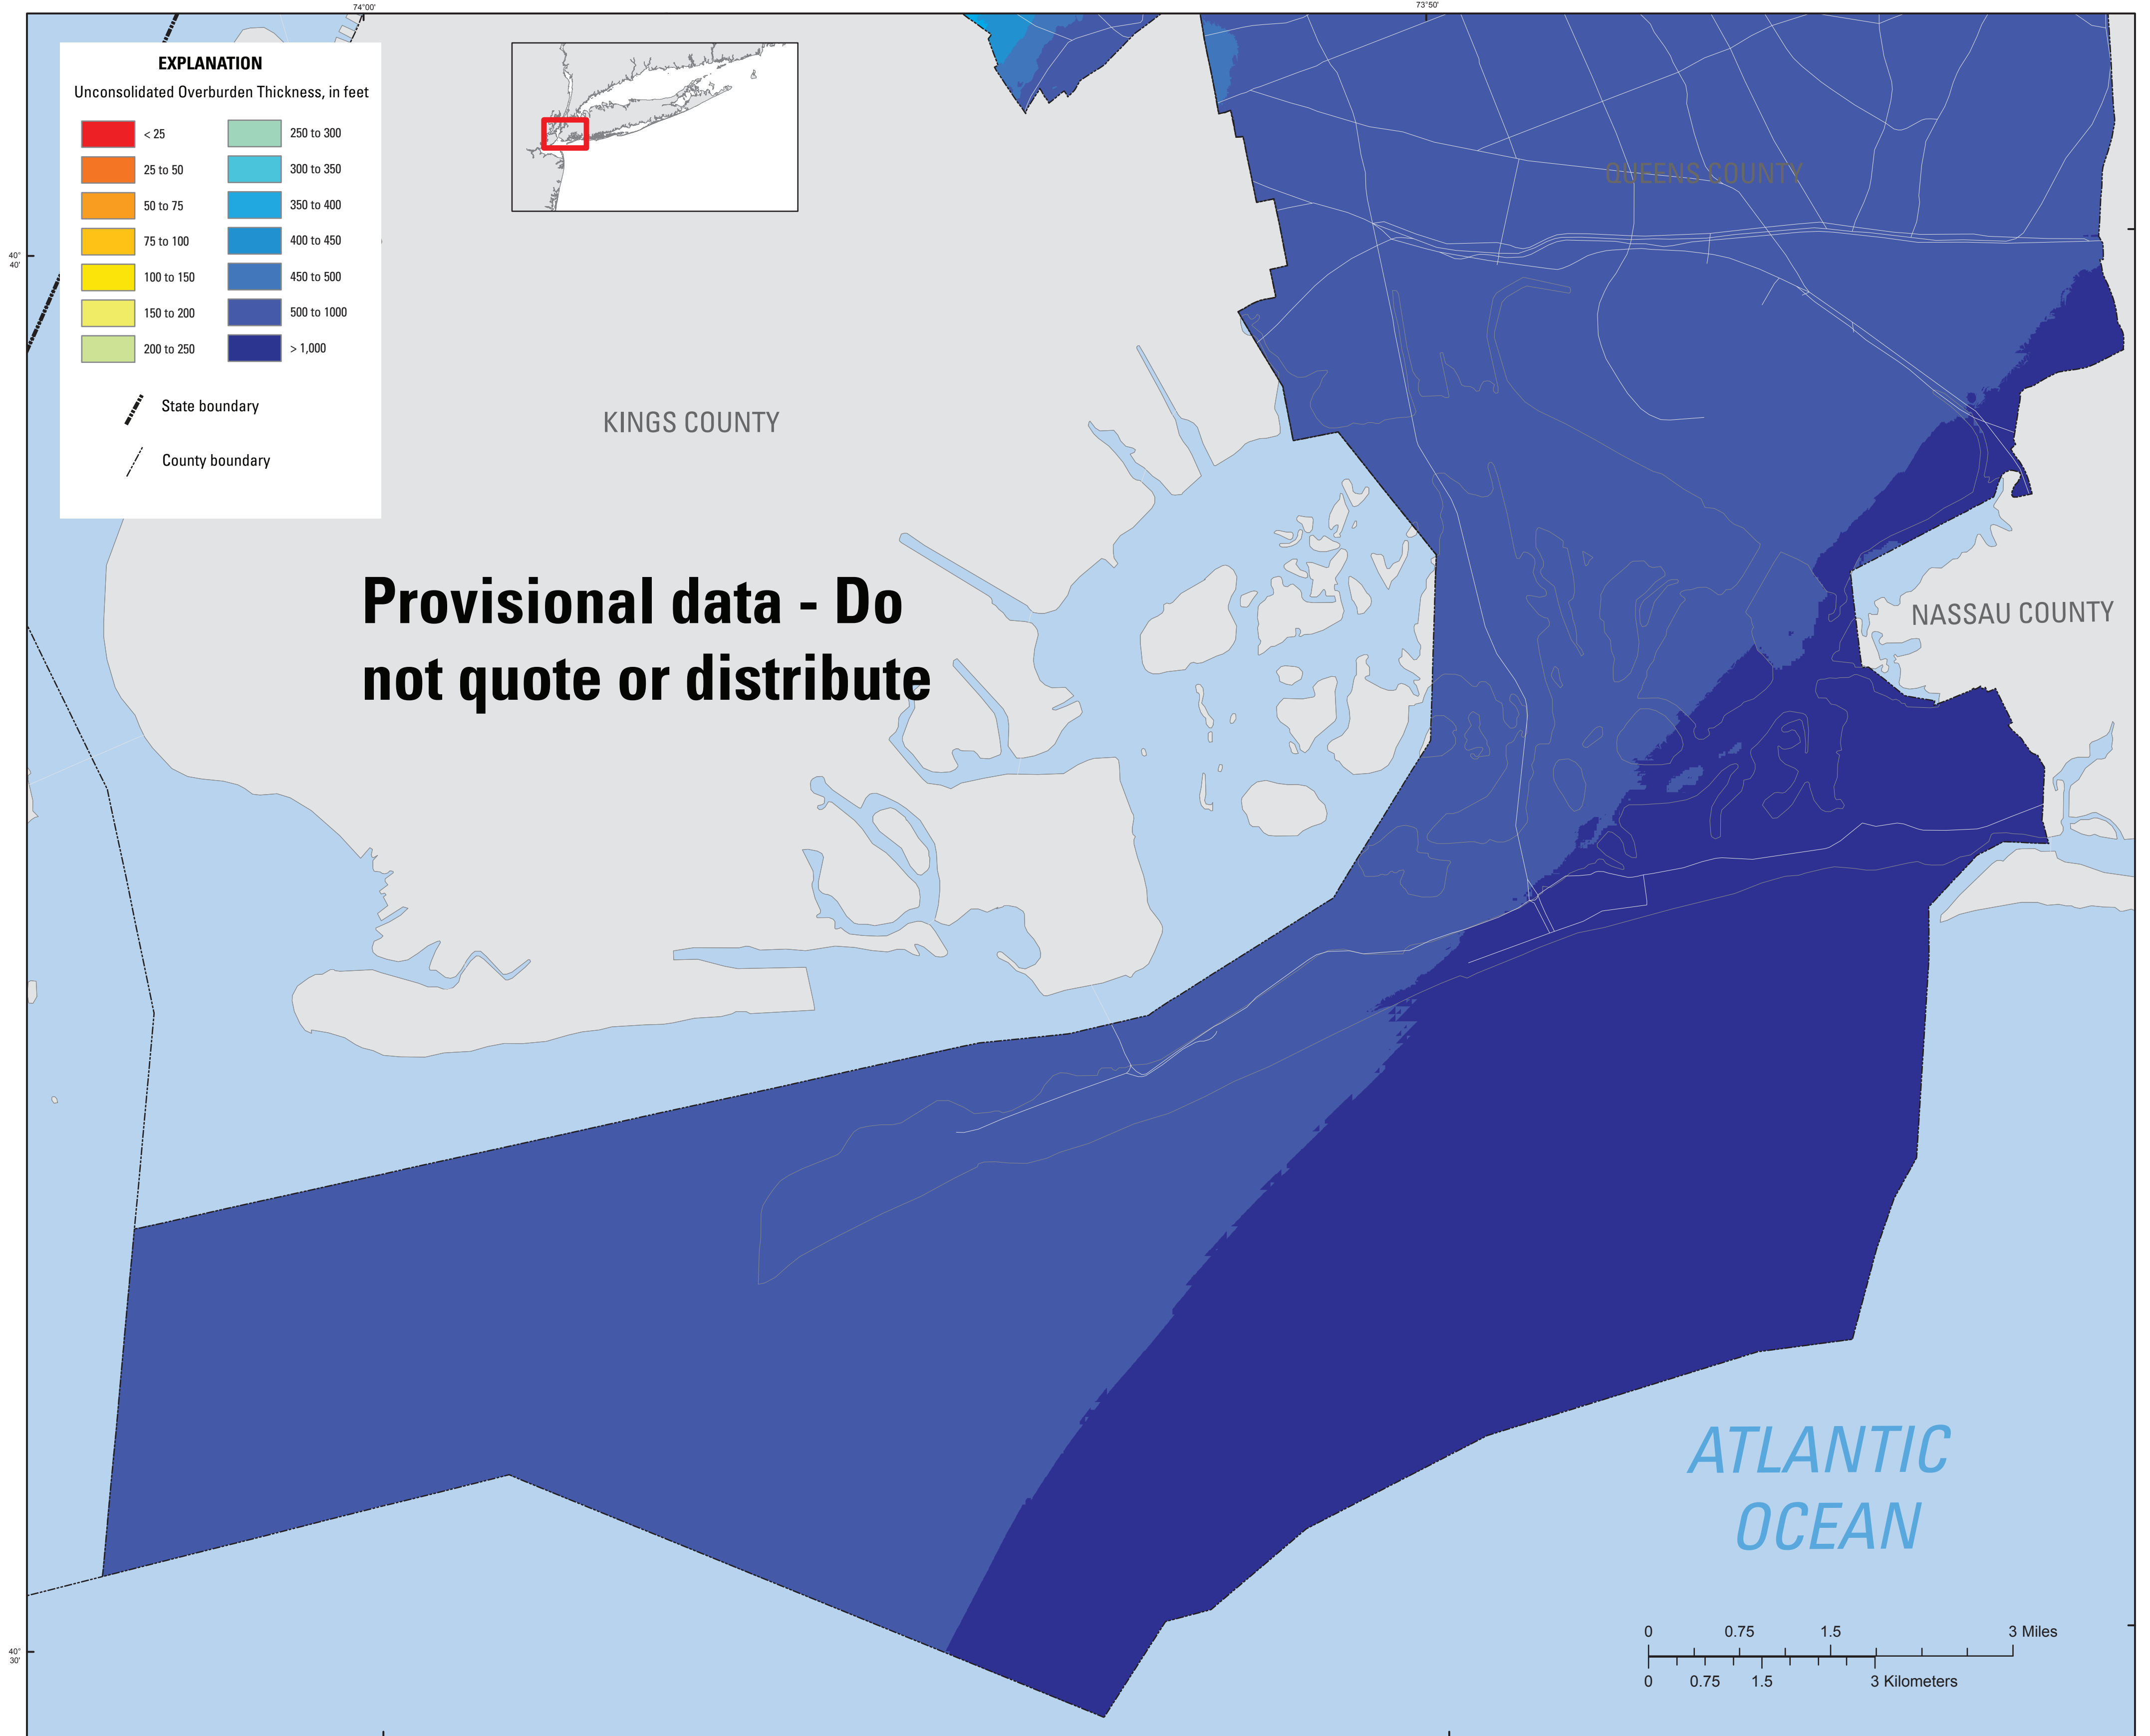 74°00'
73°50'
EXPLANATION
Unconsolidated Overburden Thickness, in feet
< 25
25 to 50
50 to 75
75 to 100
100 to 150
150 to 200
200 to 250
250 to 300
300 to 350
350 to 400
400 to 450
450 to 500
500 to 1000
> 1,000
State boundary
County boundary
40°
40'
QUEENS COUNTY
KINGS COUNTY
NASSAU COUNTY
Provisional data - Do
not quote or distribute
ATLANTIC
OCEAN
40°
30'
0 0.75 1.5 3 Miles
0 0.75 1.5 3 Kilometers